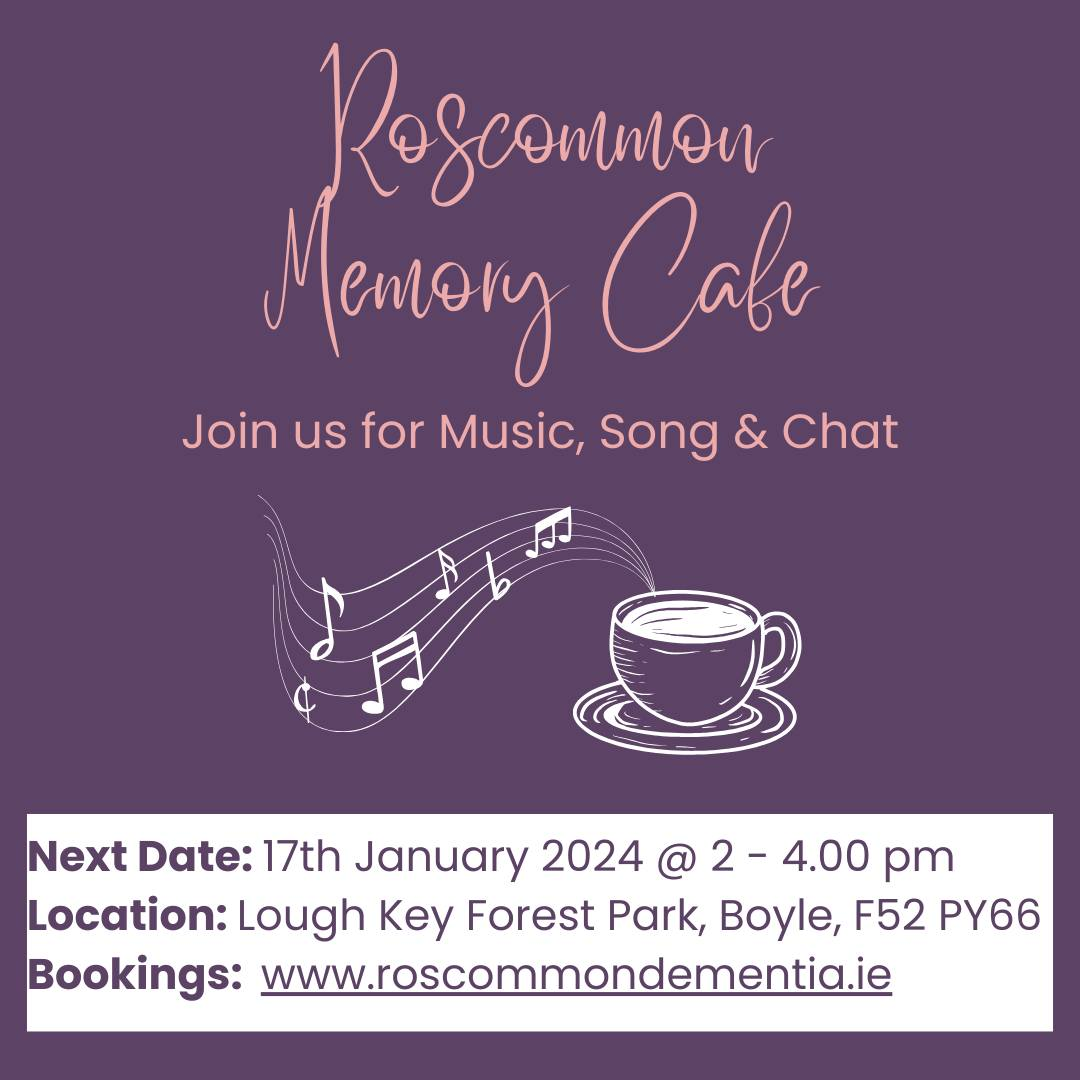 Roscommon
Memory Cafe
Join us for Music, Song & Chat
Next Date: 17th January 2024 @ 2 - 4.00 pm
Location: Lough Key Forest Park, Boyle, F52 PY66
Bookings: www.roscommondementia.ie